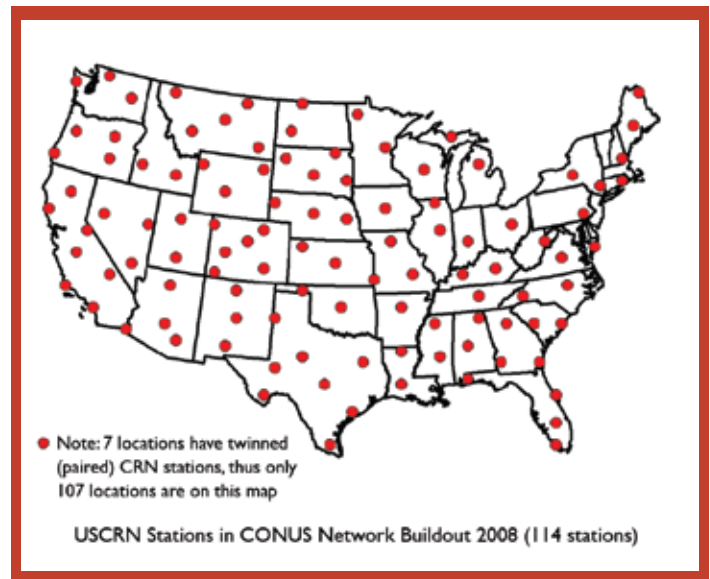 Note: 7 locations have twinned
(paired) CRN stations, thus only
107 locations are on this map
USCRN Stations in CONUS Network Buildout 2008 (114 stations)